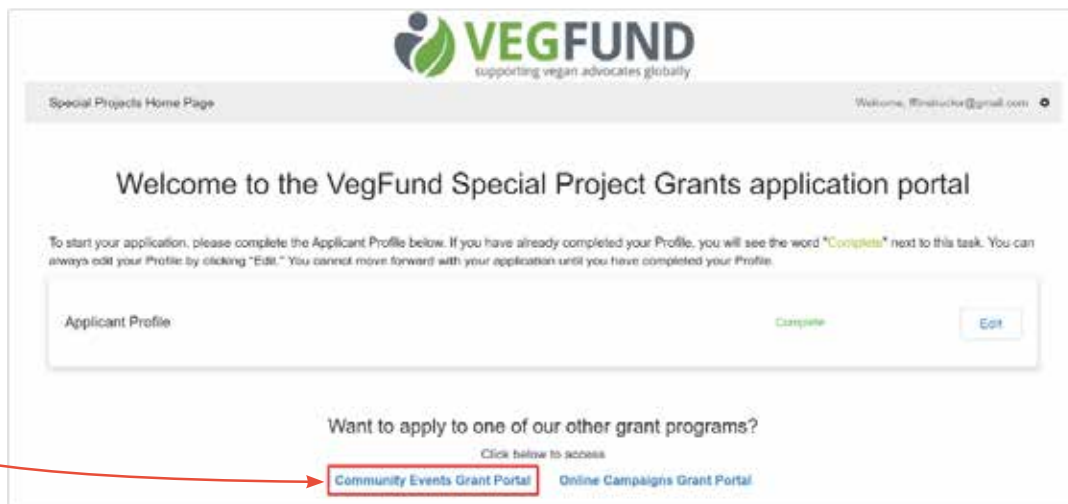 VEGFUND
supporting vegan advocates globally
Special Projects Home Page
Welcome, fffinstructor@gmail.com
Welcome to the VegFund Special Project Grants application portal
To start your application, please complete the Applicant Profile below. If you have already completed your Profile, you will see the word "Complete" next to this task. You can
always edit your Profile by clicking "Edit." You cannot move forward with your application until you have completed your Profile.
Applicant Profile
Complete
Edit
Want to apply to one of our other grant programs?
Click below to access
Community Events Grant Portal
Online Campaigns Grant Portal